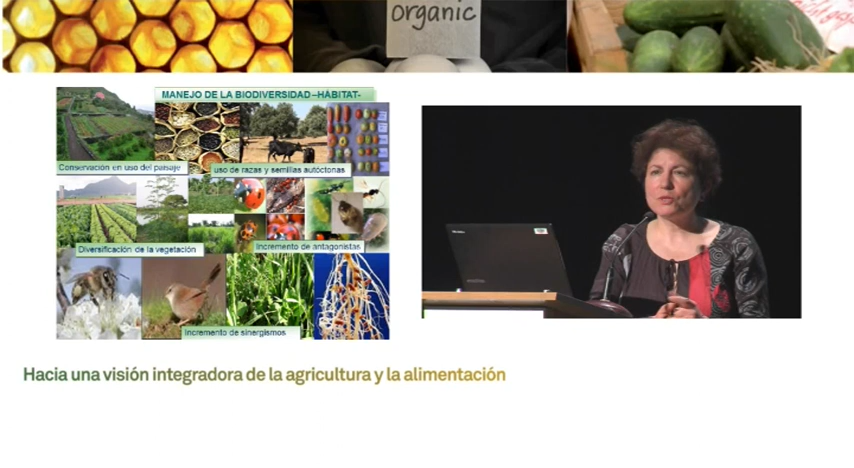 organic
MANEJO DE LA BIODIVERSIDAD –HÁBITAT-
Conservación en uso del paisaje
uso de razas y semillas autóctonas
Diversificación de la vegetación
Incremento de antagonistas
Incremento de sinergismos
Hacia una visión integradora de la agricultura y la alimentación